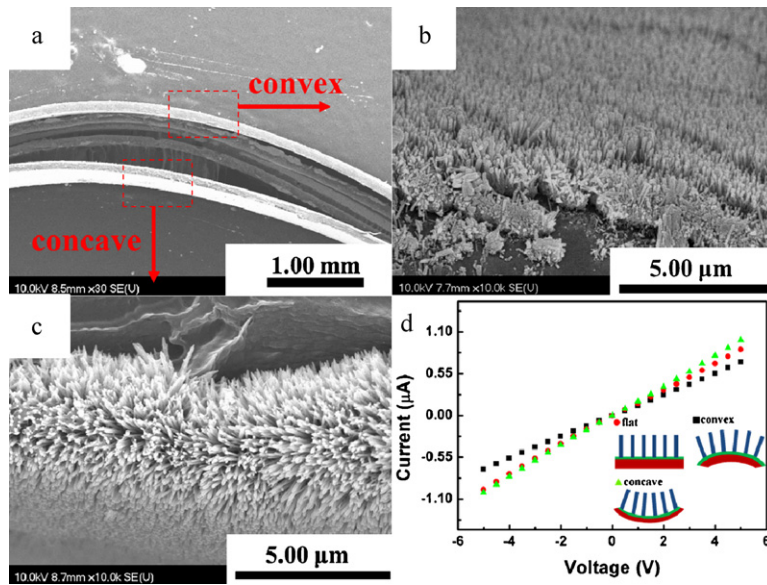 a
convex
concave
1.00 mm
10.0kV 8.5mm x30 SE(U)
b
5.00 μm
10.0kV 7.7mm x10.0k SE(U)
c
5.00 μm
10.0kV 8.7mm x10.0k SE(U)
d
Current (μA)
1.10
0.55
0.00
-0.55
-1.10
flat
convex
concave
-6 -4 -2 0 2 4 6
Voltage (V)